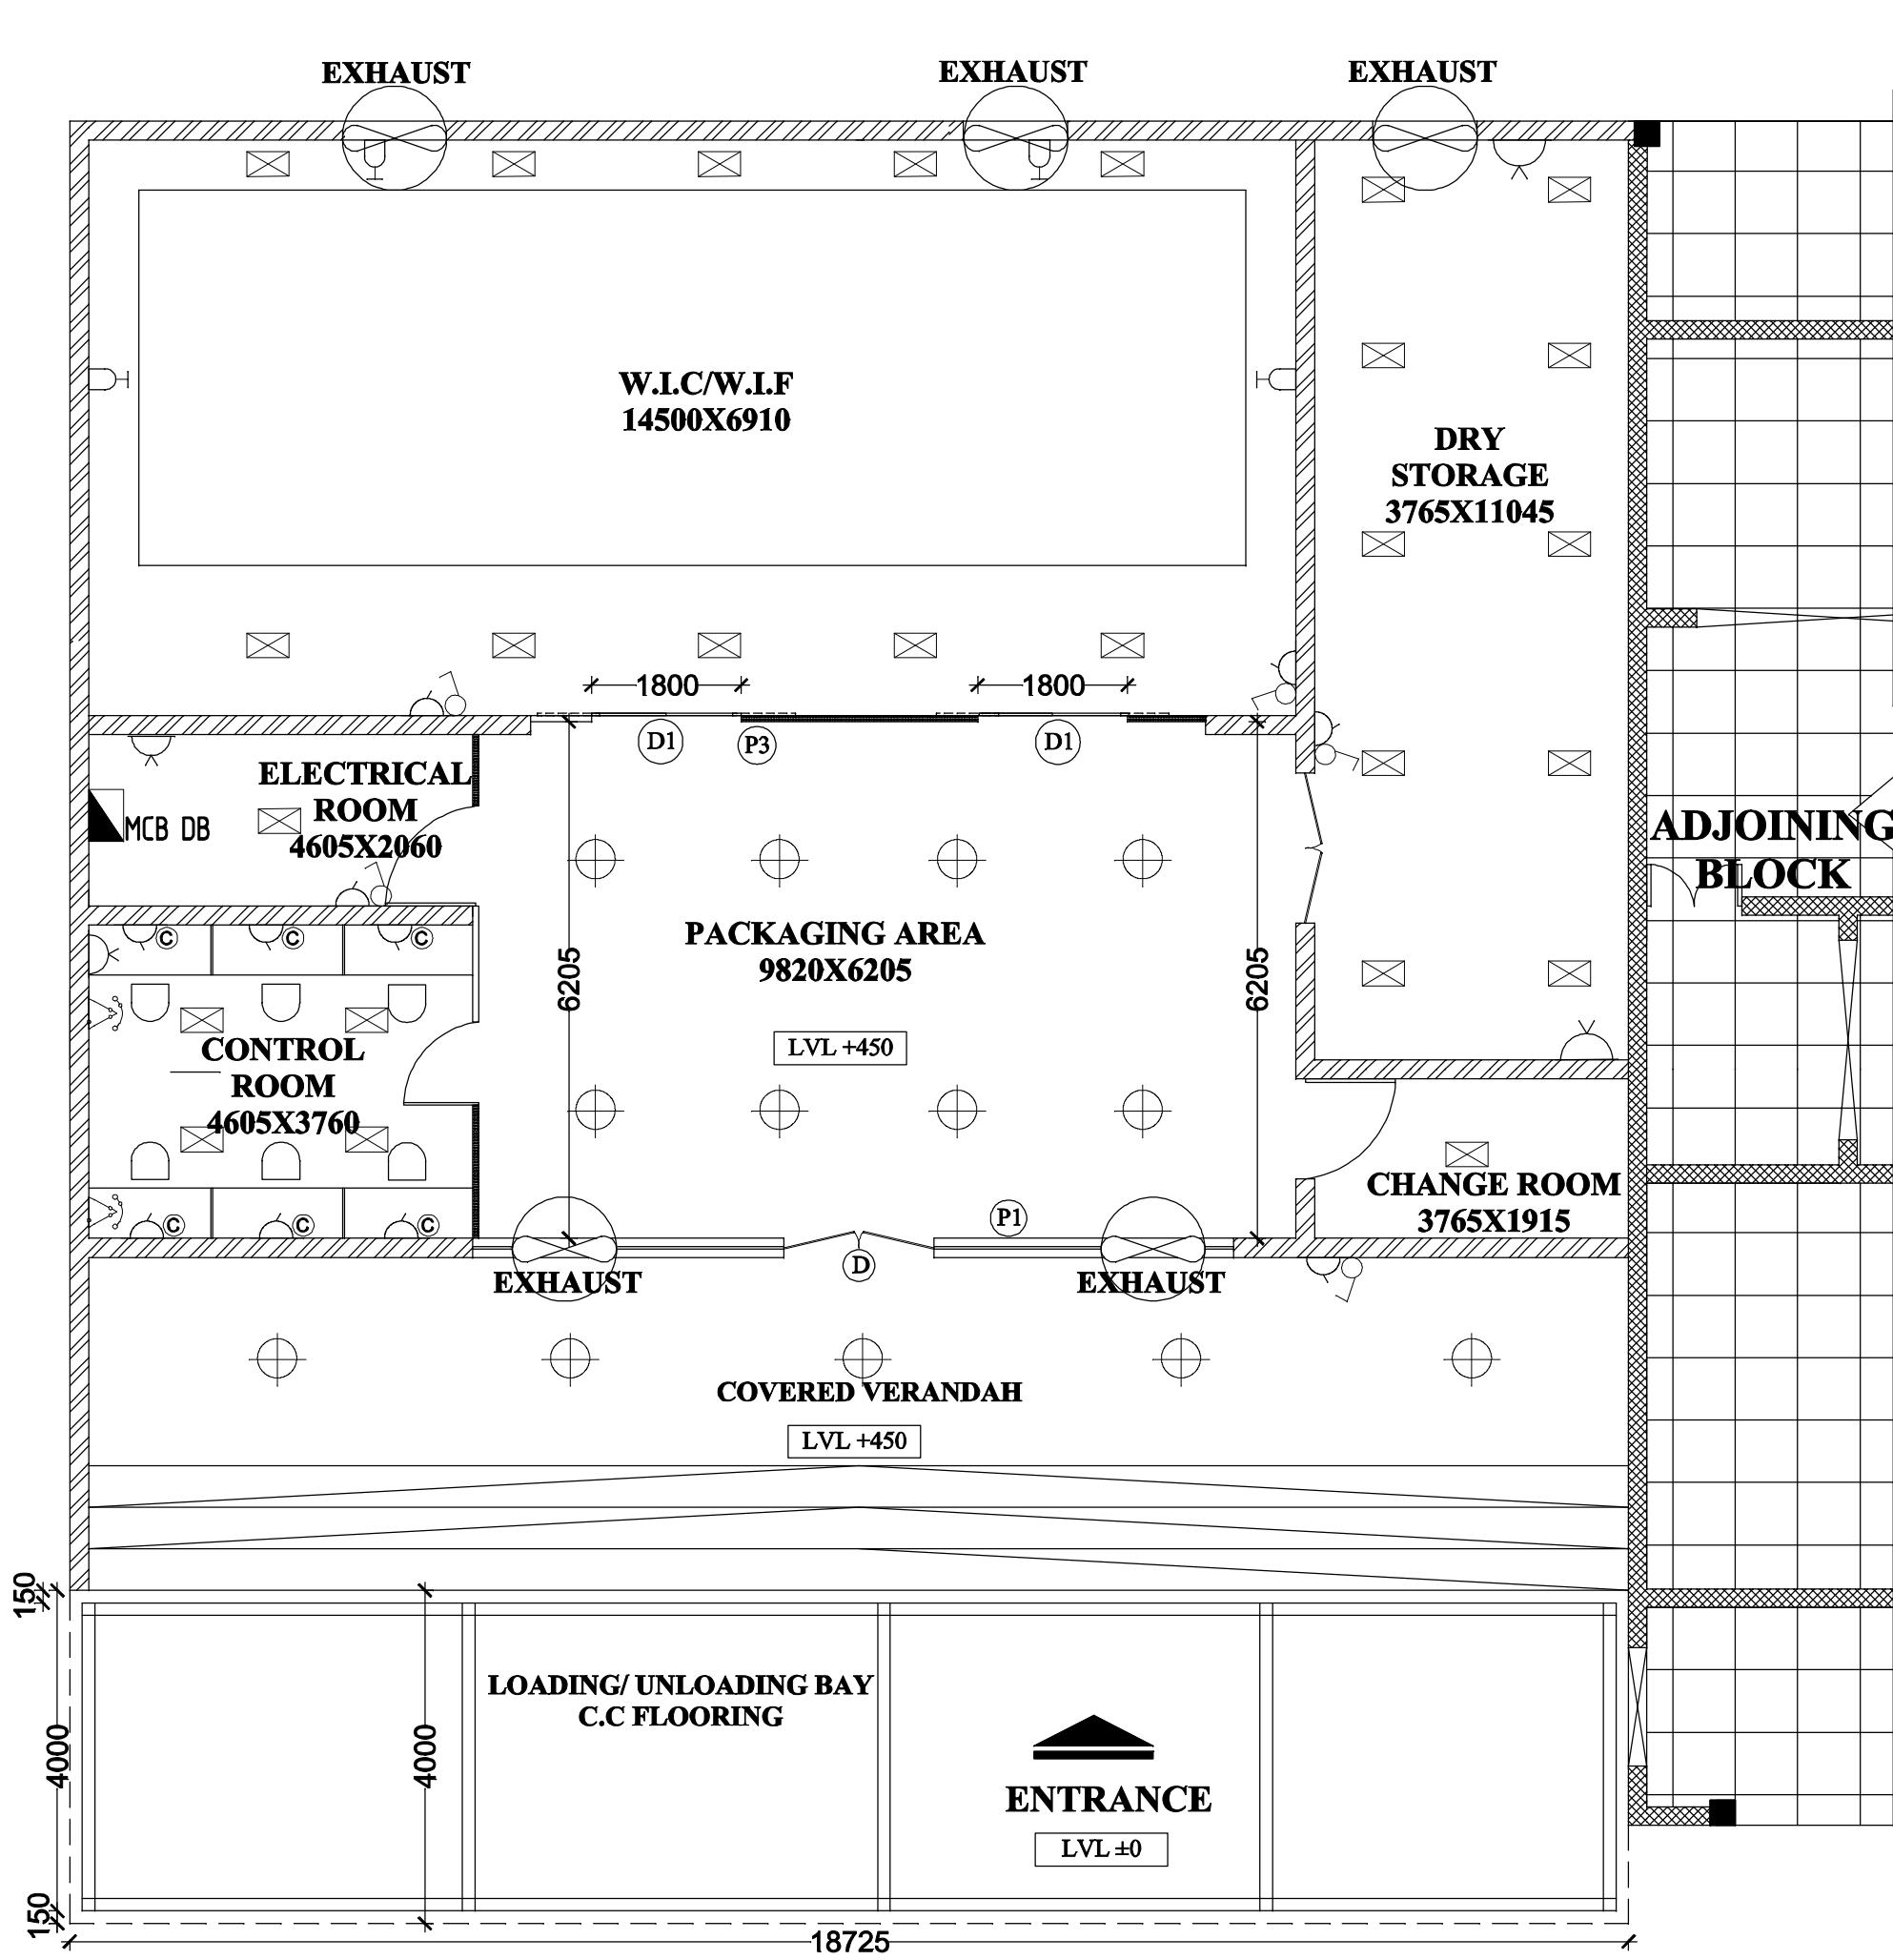 EXHAUST
EXHAUST
EXHAUST
W.I.C/W.I.F
14500X6910
DRY
STORAGE
3765X11045
1800
1800
D1
P3
D1
ELECTRICAL
ROOM
4605X2060
MCB DB
ADJOINING
BLOCK
C
C
C
PACKAGING AREA
9820X6205
6205
6205
LVL +450
CONTROL
ROOM
4605X3760
CHANGE ROOM
3765X1915
C
C
C
P1
D
EXHAUST
EXHAUST
COVERED VERANDAH
LVL +450
150
LOADING/ UNLOADING BAY
C.C FLOORING
4000
4000
ENTRANCE
LVL ±0
150
18725